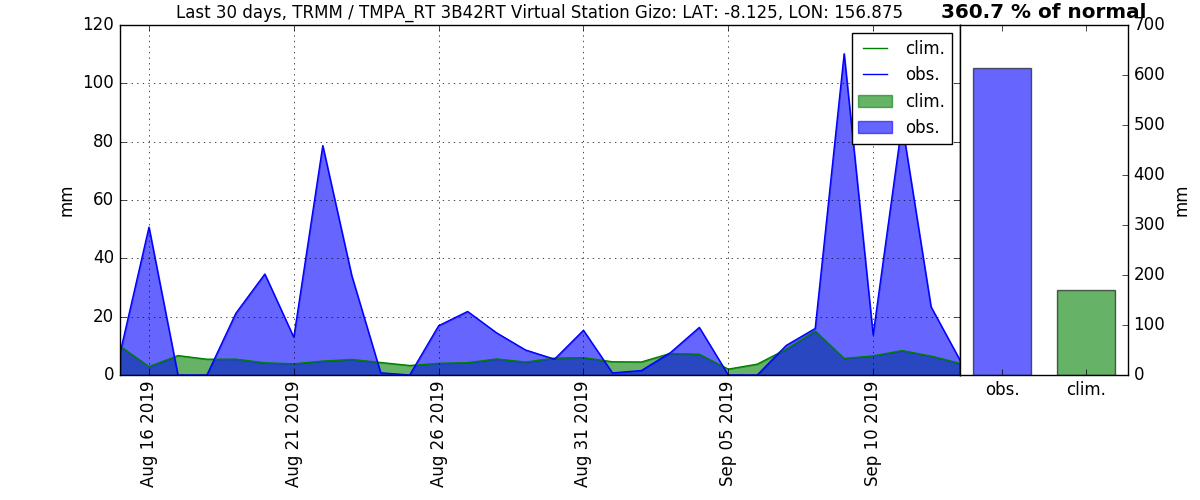 Last 30 days, TRMM / TMPA_RT 3B42RT Virtual Station Gizo: LAT: -8.125, LON: 156.875
360.7 % of normal
120
100
80
60
40
20
0
mm
clim.
obs.
clim.
obs.
Aug 16 2019
Aug 21 2019
Aug 26 2019
Aug 31 2019
Sep 05 2019
Sep 10 2019
700
600
500
400
300
200
100
0
mm
obs.
clim.